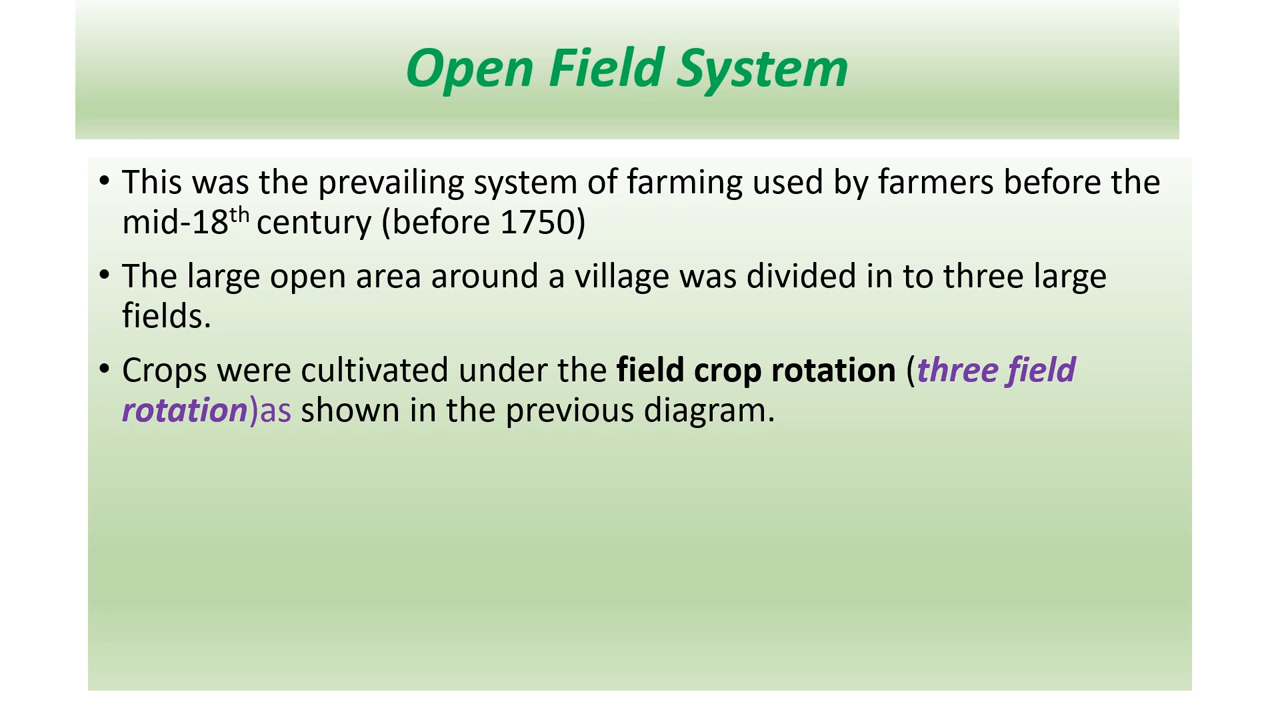 Open Field System
• This was the prevailing system of farming used by farmers before the
mid-18th century (before 1750)
• The large open area around a village was divided in to three large
fields.
• Crops were cultivated under the field crop rotation (three field
rotation)as shown in the previous diagram.